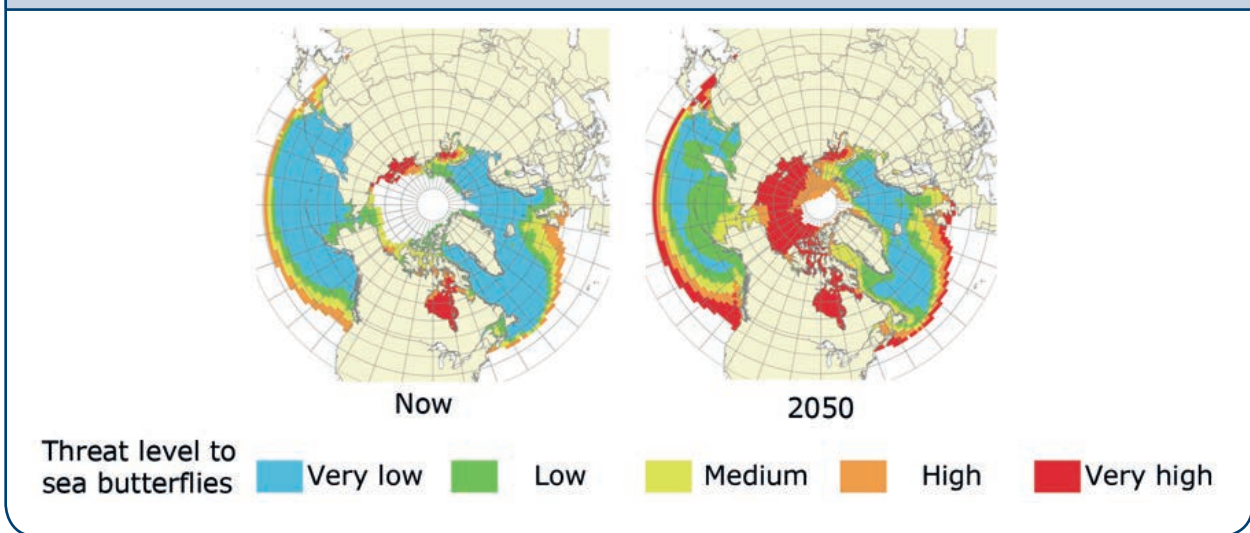 Now
2050
Threat level to
sea butterflies
Very low
Low
Medium
High
Very high